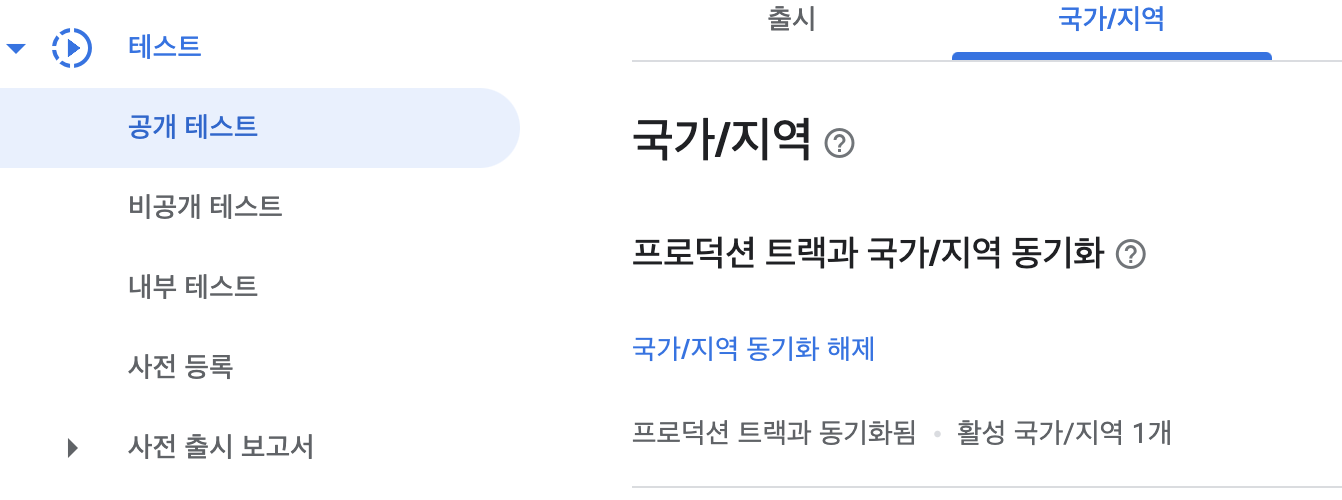 테스트
공개 테스트
비공개 테스트
내부 테스트
사전 등록
사전 출시 보고서
출시
국가/지역
국가/지역
프로덕션 트랙과 국가/지역 동기화
국가/지역 동기화 해제
프로덕션 트랙과 동기화됨 • 활성 국가/지역 1개